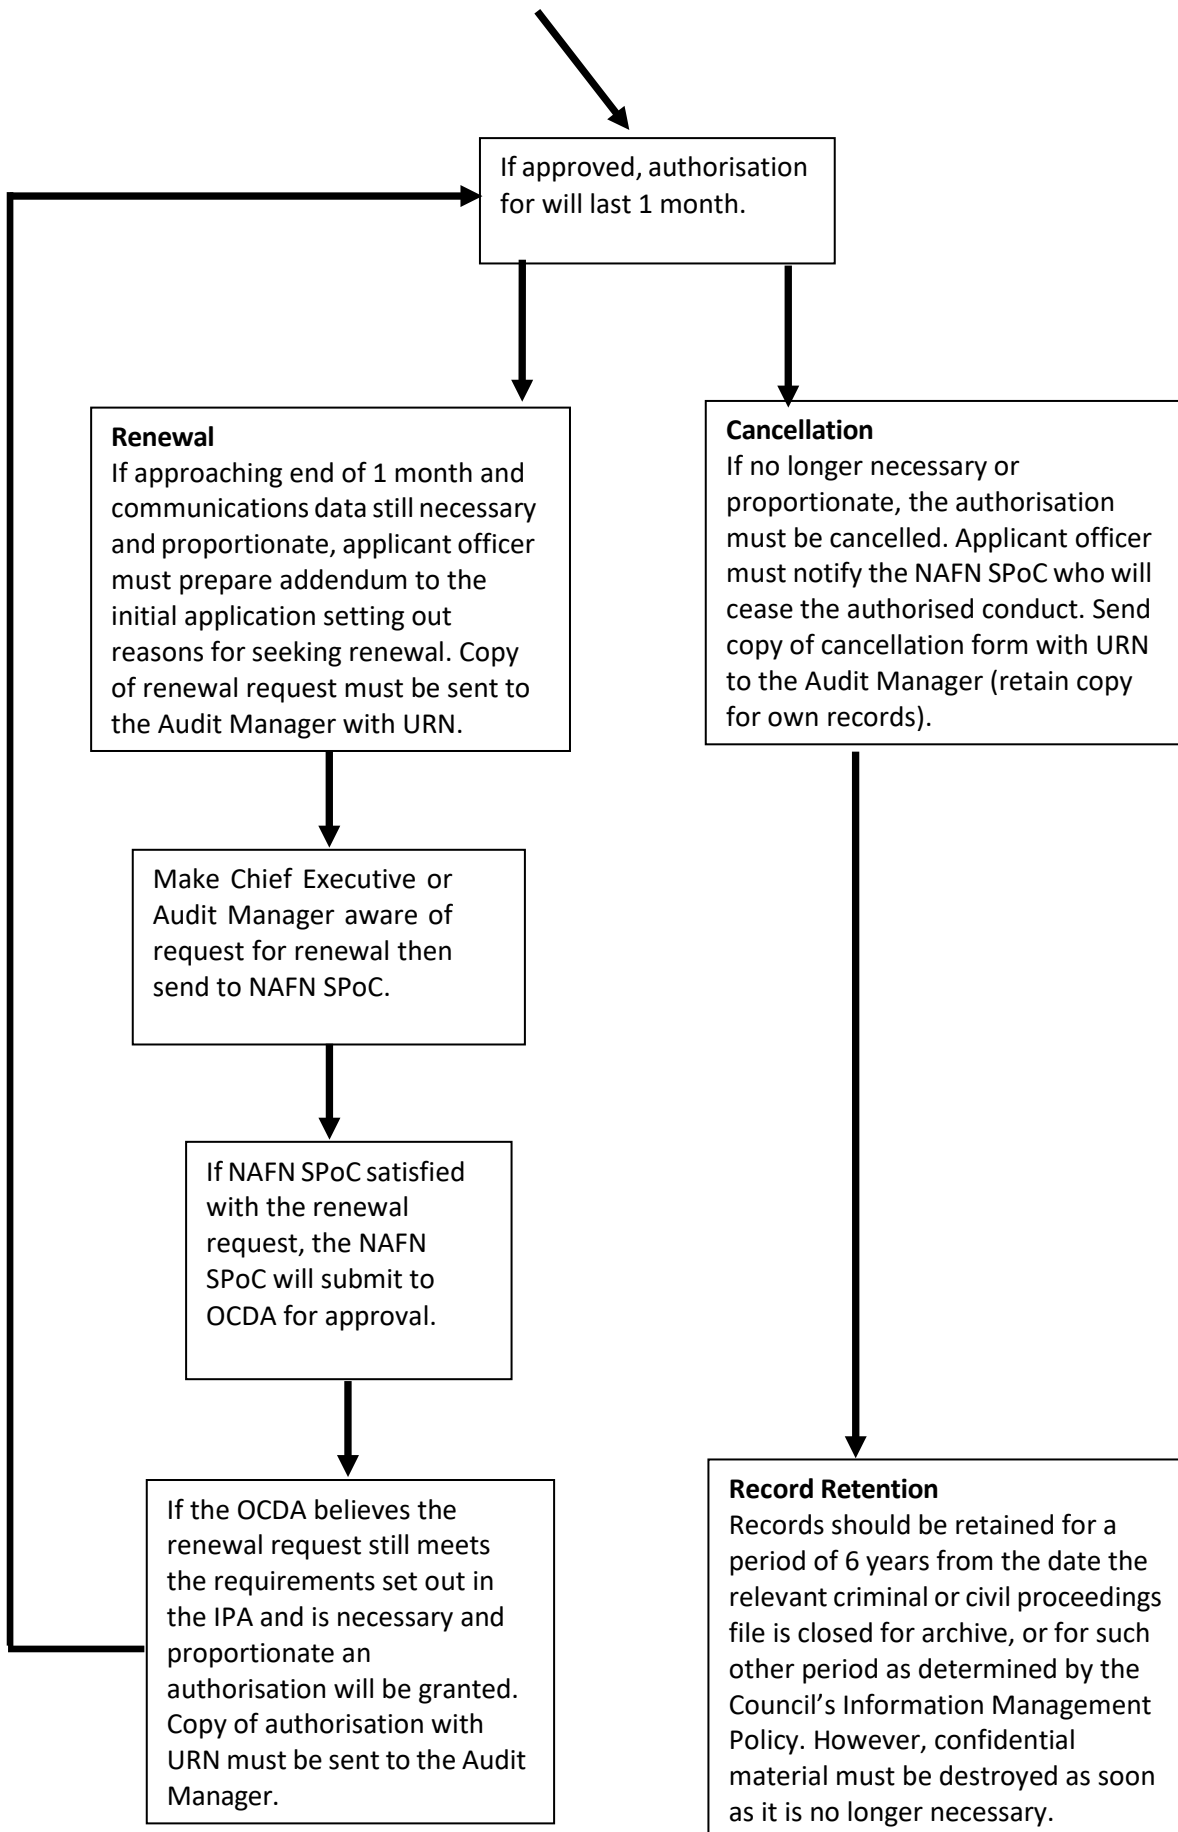 If approved, authorisation
for will last 1 month.
Renewal
If approaching end of 1 month and
communications data still necessary
and proportionate, applicant officer
must prepare addendum to the
initial application setting out
reasons for seeking renewal. Copy
of renewal request must be sent to
the Audit Manager with URN.
Cancellation
If no longer necessary or
proportionate, the authorisation
must be cancelled. Applicant officer
must notify the NAFN SPoC who will
cease the authorised conduct. Send
copy of cancellation form with URN
to the Audit Manager (retain copy
for own records).
Make Chief Executive or
Audit Manager aware of
request for renewal then
send to NAFN SPoC.
If NAFN SPoC satisfied
with the renewal
request, the NAFN
SPoC will submit to
OCDA for approval.
If the OCDA believes the
renewal request still meets
the requirements set out in
the IPA and is necessary and
proportionate an
authorisation will be granted.
Copy of authorisation with
URN must be sent to the Audit
Manager.
Record Retention
Records should be retained for a
period of 6 years from the date the
relevant criminal or civil proceedings
file is closed for archive, or for such
other period as determined by the
Council’s Information Management
Policy. However, confidential
material must be destroyed as soon
as it is no longer necessary.